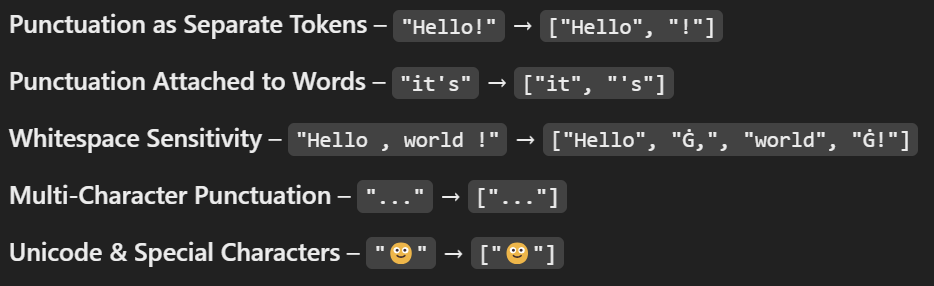 Punctuation as Separate Tokens – "Hello!" → ["Hello", "!"]
Punctuation Attached to Words – "it's" → ["it", "'s"]
Whitespace Sensitivity – "Hello , world !" → ["Hello", "Ġ,", "world", "Ġ!"]
Multi-Character Punctuation – "..." → ["..."]
Unicode & Special Characters – "😊" → ["😊"]